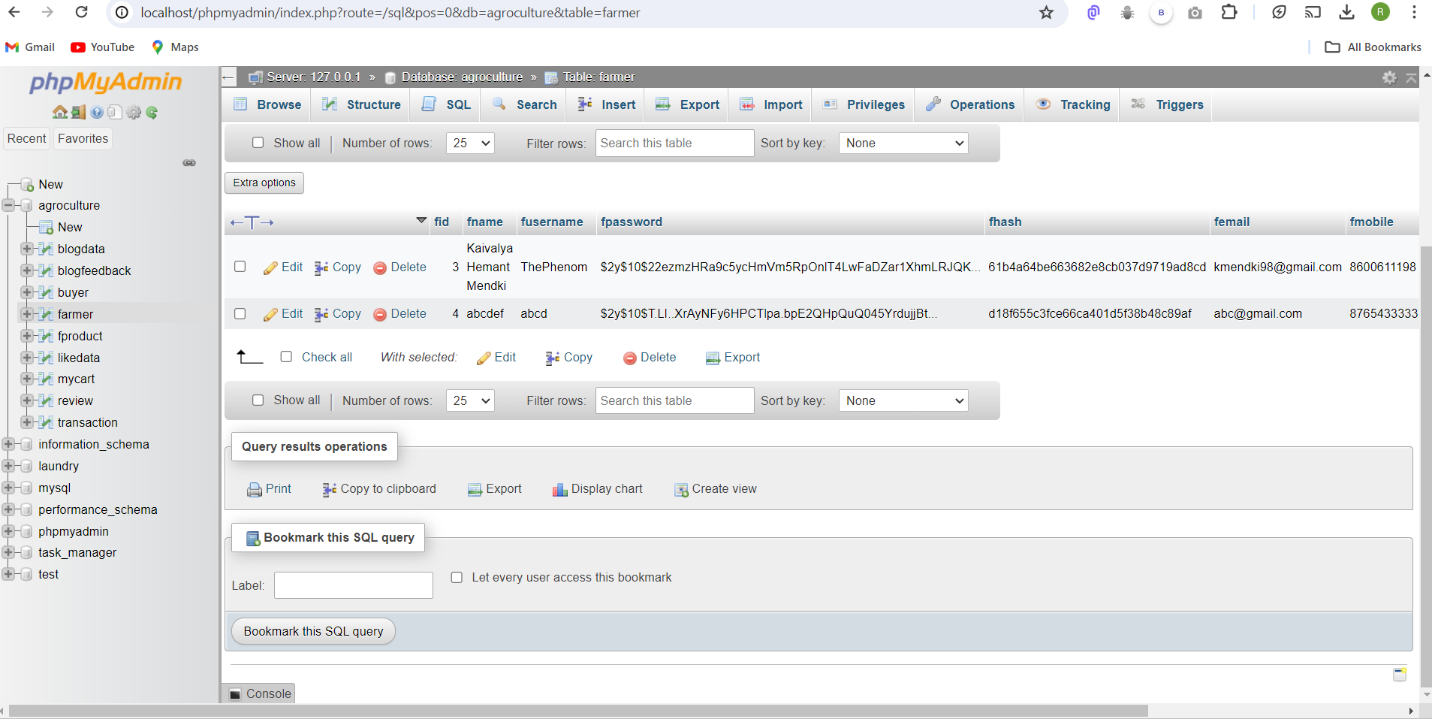 localhost/phpmyadmin/index.php?route=/sql&pos=0&db=agroculture&table=farmer
B
R
Gmail YouTube Maps All Bookmarks
phpMyAdmin
Recent Favorites
New
agroculture
New
blogdata
blogfeedback
buyer
farmer
fproduct
likedata
mycart
review
transaction
information_schema
laundry
mysql
performance_schema
phpmyadmin
task_manager
test
Server: 127.0.0.1 » Database: agroculture » Table: farmer
Browse Structure SQL Search Insert Export Import Privileges Operations Tracking Triggers
Show all Number of rows: 25 Filter rows: Search this table Sort by key: None
Extra options
fid fname fusername fpassword fhash femail fmobile
Edit Copy Delete 3 Kaivalya Hemant Mendki ThePhenom $2y$10$22ezmzHRa9c5ycHmVm5RpOnlT4LwFaDZar1XhmLRJQK... 61b4a64be663682e8cb037d9719ad8cd kmendki98@gmail.com 8600611198
Edit Copy Delete 4 abcdef abcd $2y$10$T.LI..XrAyNFy6HPCTlpa.bpE2QHpQuQ045YrdujjBt... d18f655c3fce66ca401d5f38b48c89af abc@gmail.com 8765433333
Check all With selected: Edit Copy Delete Export
Show all Number of rows: 25 Filter rows: Search this table Sort by key: None
Query results operations
Print Copy to clipboard Export Display chart Create view
Bookmark this SQL query
Label: Let every user access this bookmark
Bookmark this SQL query
Console